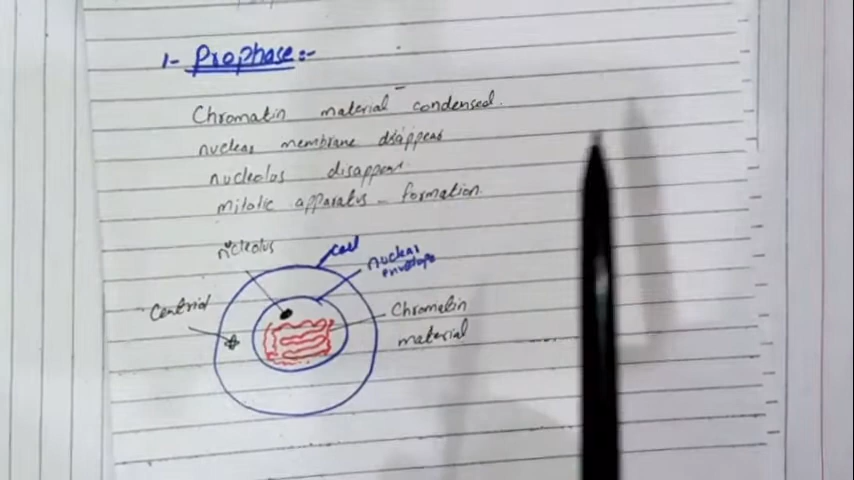 1- Prophase:-
Chromatin material condensed.
nuclear membrane disappear
nucleolus disappear
mitotic apparatus - formation.
nucleolus
cell
nuclear
envelope
Centriol
Chromatin
material